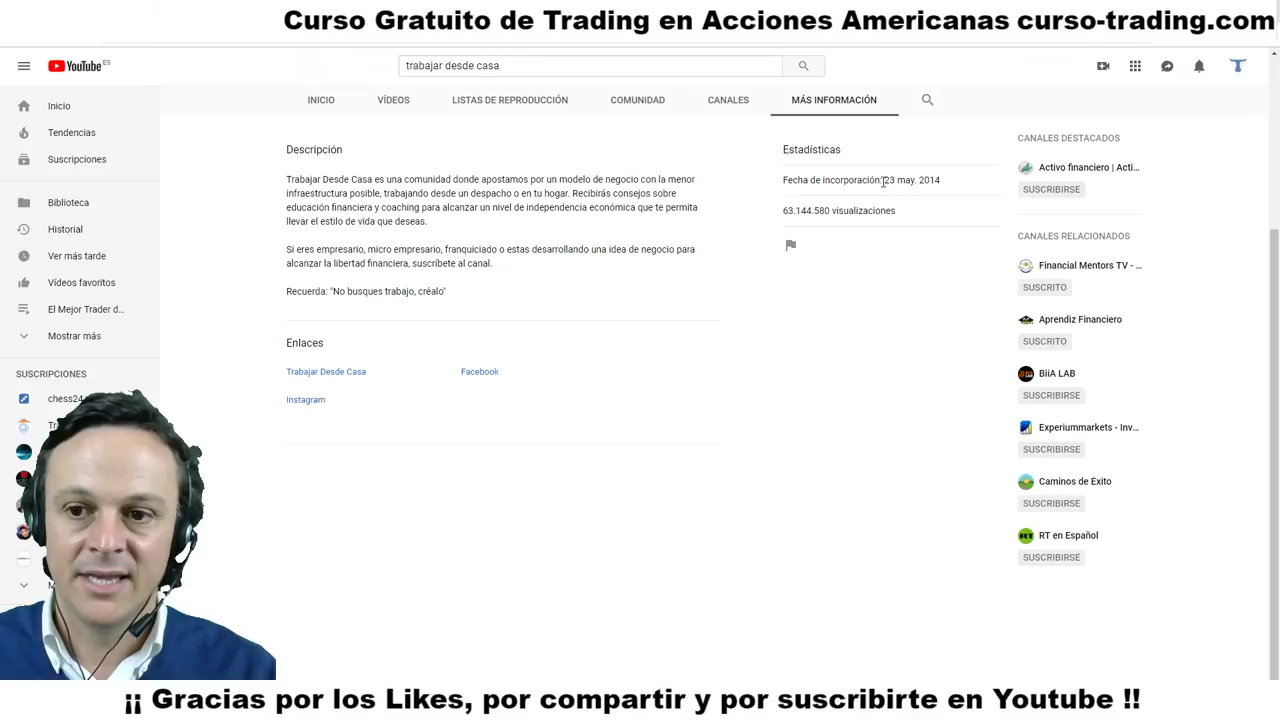 Curso Gratuito de Trading en Acciones Americanas curso-trading.com
YouTube ES
trabajar desde casa
INICIO VÍDEOS LISTAS DE REPRODUCCIÓN COMUNIDAD CANALES MÁS INFORMACIÓN
Inicio
Tendencias
Suscripciones
Biblioteca
Historial
Ver más tarde
Vídeos favoritos
El Mejor Trader d...
Mostrar más
SUSCRIPCIONES
chess24
Descripción
Trabajar Desde Casa es una comunidad donde apostamos por un modelo de negocio con la menor
infraestructura posible, trabajando desde un despacho o en tu hogar. Recibirás consejos sobre
educación financiera y coaching para alcanzar un nivel de independencia económica que te permita
llevar el estilo de vida que deseas.
Si eres empresario, micro empresario, franquiciado o estas desarrollando una idea de negocio para
alcanzar la libertad financiera, suscríbete al canal.
Recuerda: "No busques trabajo, créalo"
Enlaces
Trabajar Desde Casa Facebook
Instagram
Estadísticas
Fecha de incorporación: 23 may. 2014
63.144.580 visualizaciones
CANALES DESTACADOS
Activo financiero | Acti...
SUSCRIBIRSE
CANALES RELACIONADOS
Financial Mentors TV - ...
SUSCRITO
Aprendiz Financiero
SUSCRITO
BiiA LAB
SUSCRIBIRSE
Experiummarkets - Inv...
SUSCRIBIRSE
Caminos de Éxito
SUSCRIBIRSE
RT en Español
SUSCRIBIRSE
¡¡ Gracias por los Likes, por compartir y por suscribirte en Youtube !!